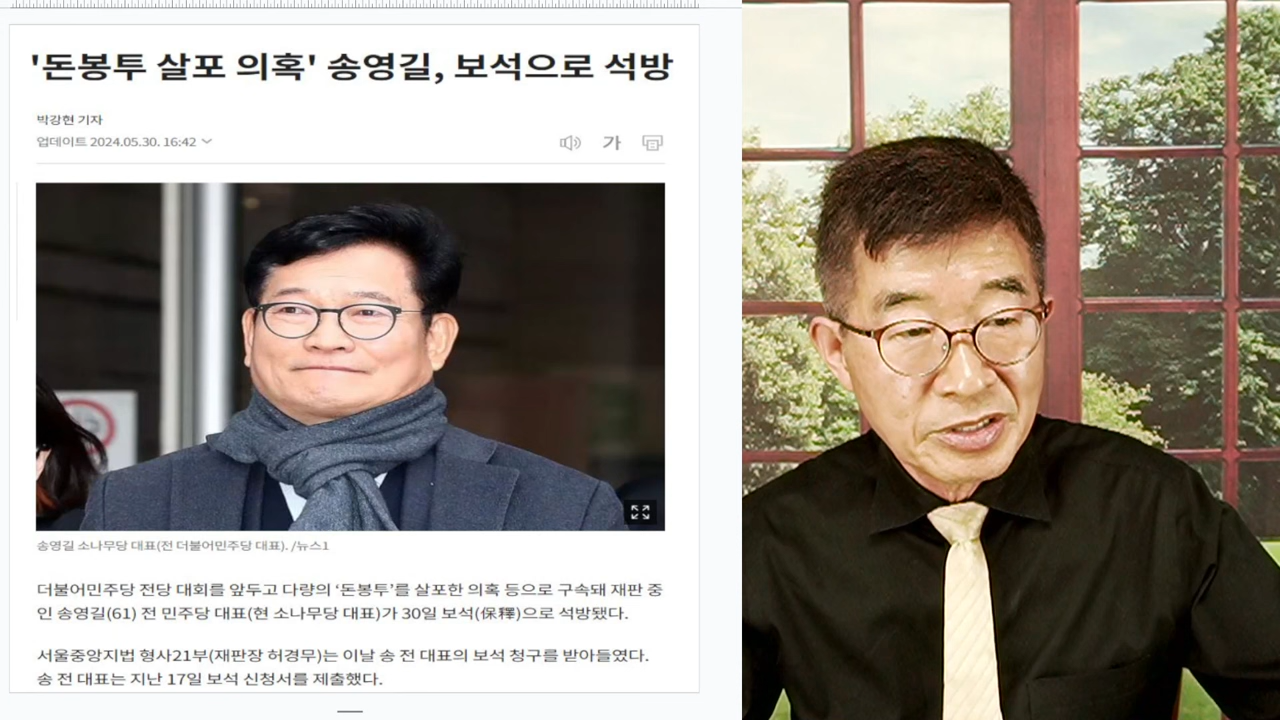 '돈봉투 살포 의혹' 송영길, 보석으로 석방
박강현 기자
업데이트 2024.05.30. 16:42
가
송영길 소나무당 대표(전 더불어민주당 대표). /뉴스1
더불어민주당 전당 대회를 앞두고 다량의 ‘돈봉투’를 살포한 의혹 등으로 구속돼 재판 중
인 송영길(61) 전 민주당 대표(현 소나무당 대표)가 30일 보석(保釋)으로 석방됐다.
서울중앙지법 형사21부(재판장 허경무)는 이날 송 전 대표의 보석 청구를 받아들였다.
송 전 대표는 지난 17일 보석 신청서를 제출했다.